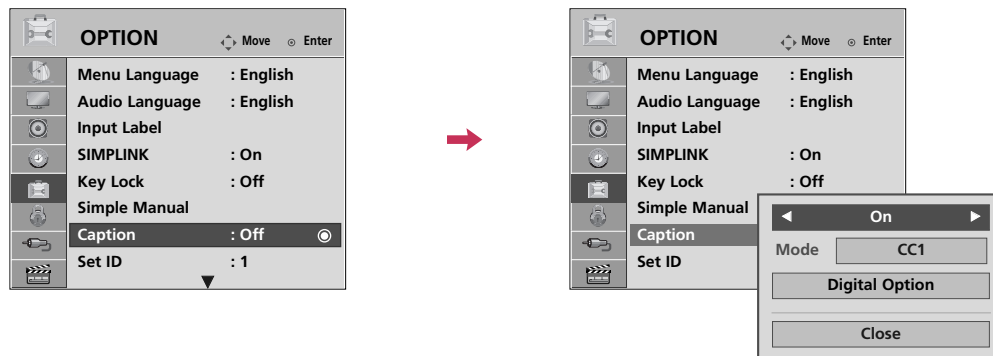 OPTION Move Enter
Menu Language : English
Audio Language : English
Input Label
SIMPLINK : On
Key Lock : Off
Simple Manual
Caption : Off
Set ID : 1
OPTION Move Enter
Menu Language : English
Audio Language : English
Input Label
SIMPLINK : On
Key Lock : Off
Simple Manual
Caption
Set ID
On
Mode CC1
Digital Option
Close